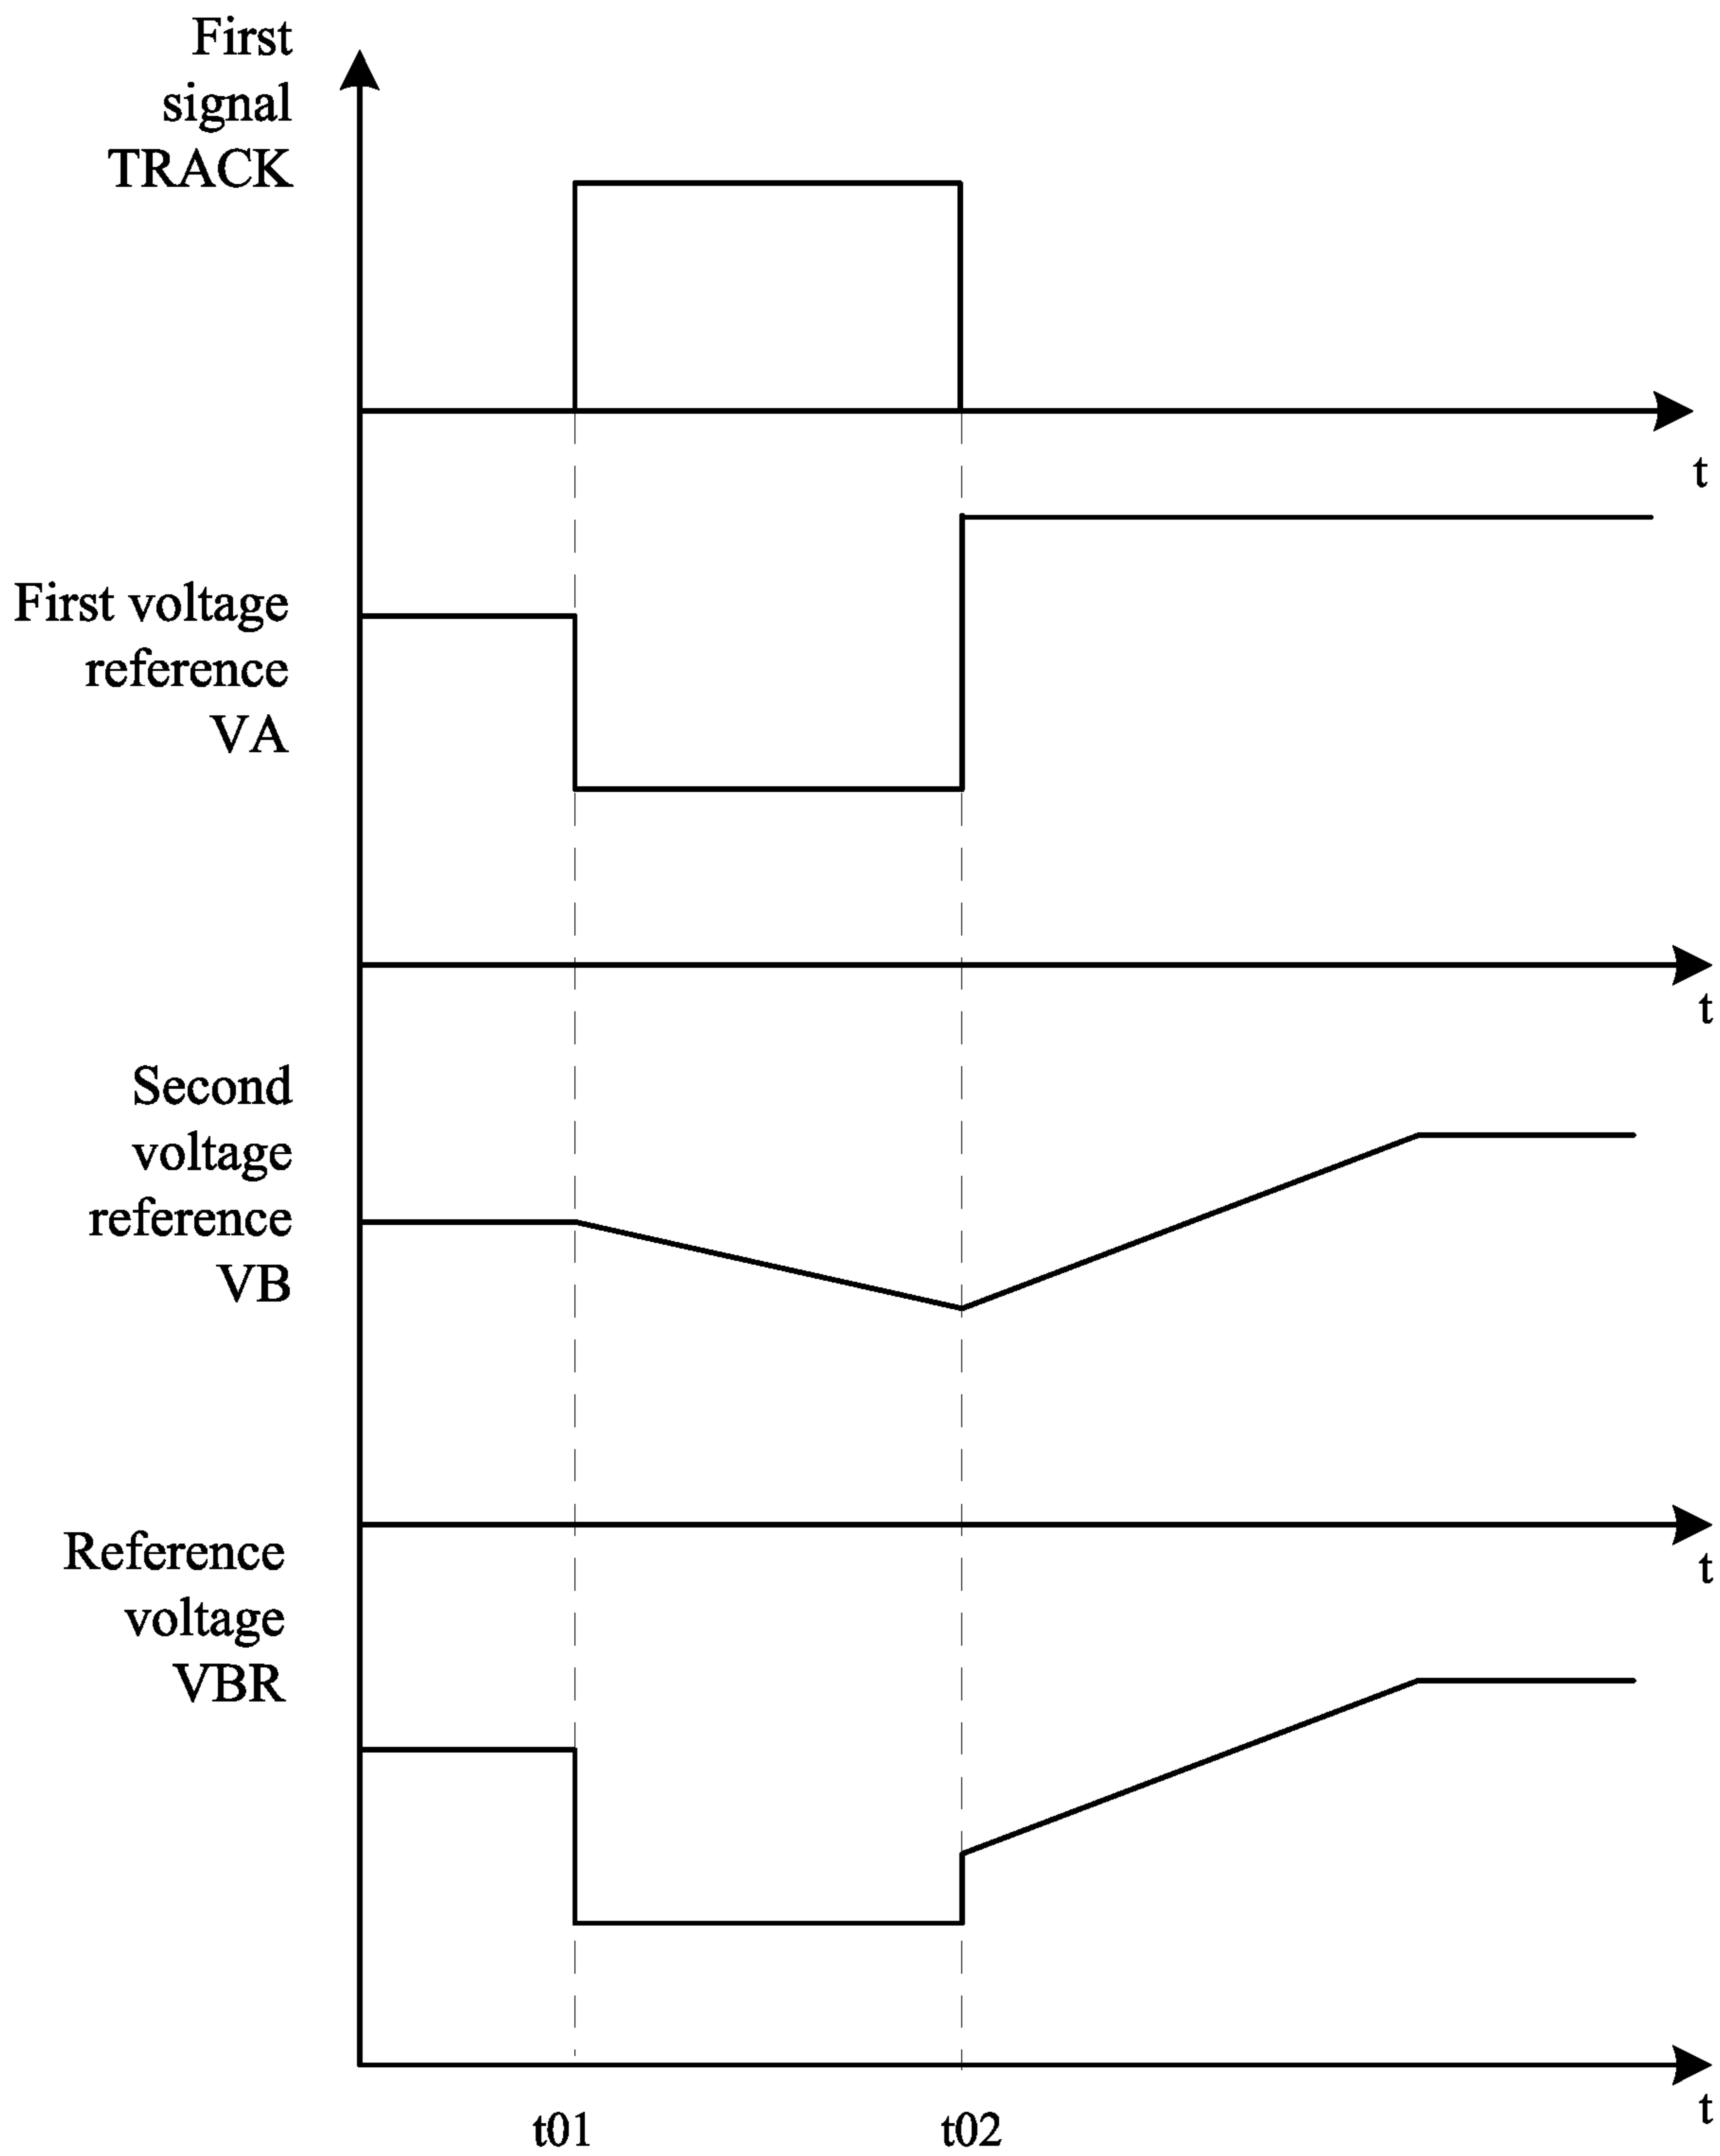 First
signal
TRACK
t
First voltage
reference
VA
t
Second
voltage
reference
VB
t
Reference
voltage
VBR
t
t01
t02